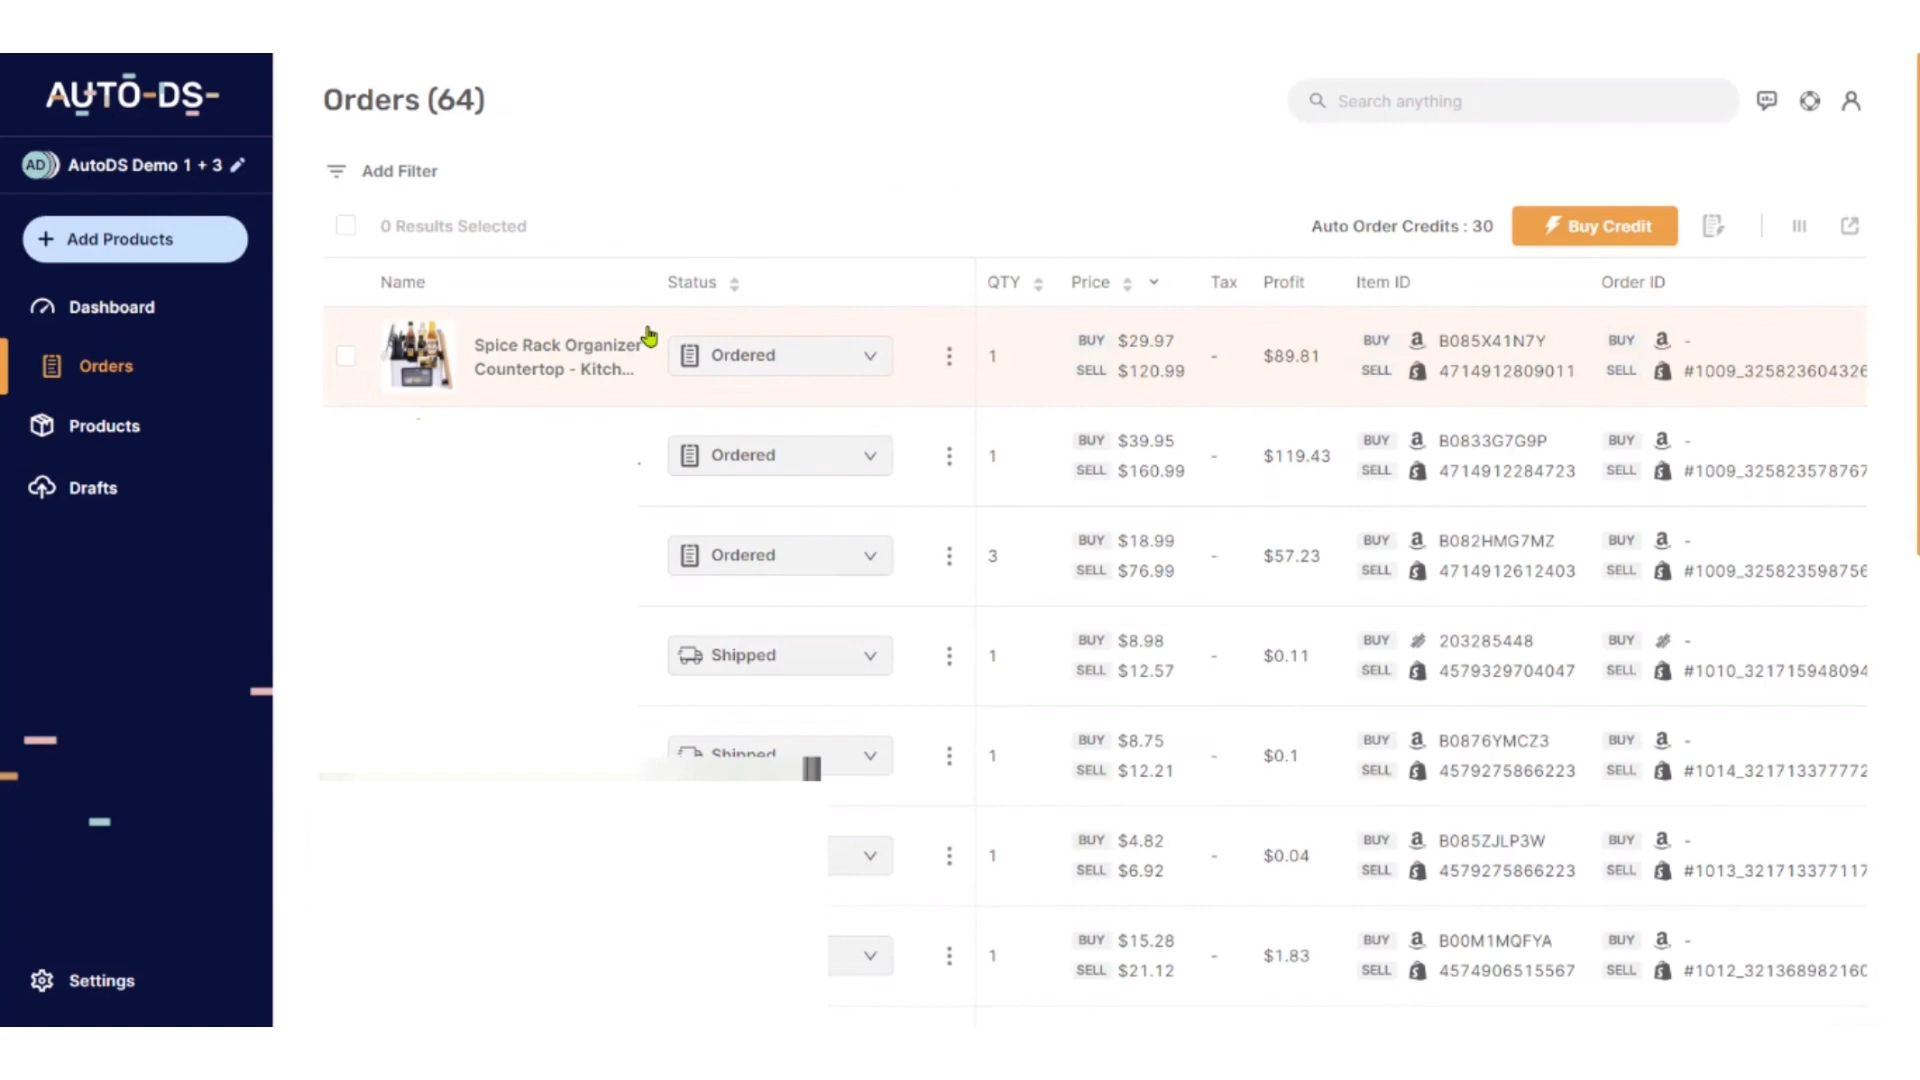 AUTO-DS-
Orders (64)
Search anything
AD AutoDS Demo 1 + 3
Add Filter
+ Add Products
0 Results Selected
Auto Order Credits : 30
Buy Credit
Dashboard
Orders
Products
Drafts
Settings
Name Status QTY Price Tax Profit Item ID Order ID
Spice Rack Organizer
Countertop - Kitch...
Ordered
1
BUY $29.97
SELL $120.99
-
$89.81
BUY B085X41N7Y
SELL 4714912809011
BUY -
SELL #1009_325823604326
Ordered
1
BUY $39.95
SELL $160.99
-
$119.43
BUY B0833G7G9P
SELL 4714912284723
BUY -
SELL #1009_325823578767
Ordered
3
BUY $18.99
SELL $76.99
-
$57.23
BUY B082HMG7MZ
SELL 4714912612403
BUY -
SELL #1009_325823598756
Shipped
1
BUY $8.98
SELL $12.57
-
$0.11
BUY 203285448
SELL 4579329704047
BUY -
SELL #1010_321715948094
Shipped
1
BUY $8.75
SELL $12.21
-
$0.1
BUY B0876YMCZ3
SELL 4579275866223
BUY -
SELL #1014_321713377772
1
BUY $4.82
SELL $6.92
-
$0.04
BUY B085ZJLP3W
SELL 4579275866223
BUY -
SELL #1013_321713377117
1
BUY $15.28
SELL $21.12
-
$1.83
BUY B00M1MQFYA
SELL 4574906515567
BUY -
SELL #1012_321368982160